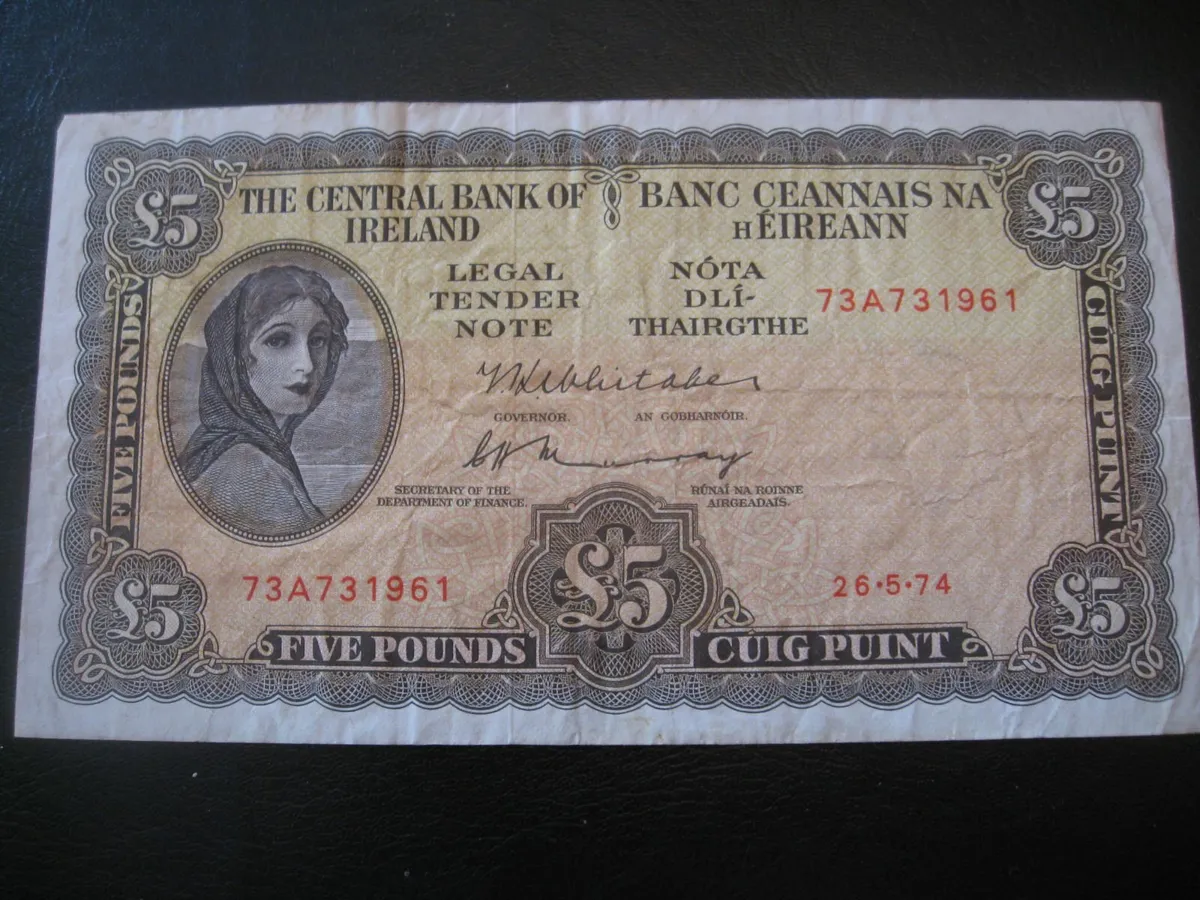 £5
THE CENTRAL BANK OF IRELAND
BANC CEANNAIS NA hÉIREANN
£5
LEGAL
TENDER
NOTE
NÓTA
DLÍ-
THAIRGTHE
73A731961
T K Whitaker
GOVERNOR. AN GOBHARNÓIR.
C H Murray
SECRETARY OF THE
DEPARTMENT OF FINANCE.
RÚNAÍ NA ROINNE
AIRGEADAIS.
FIVE POUNDS
CÚIG PUINT
73A731961
£5
26·5·74
£5
FIVE POUNDS
CÚIG PUINT
£5